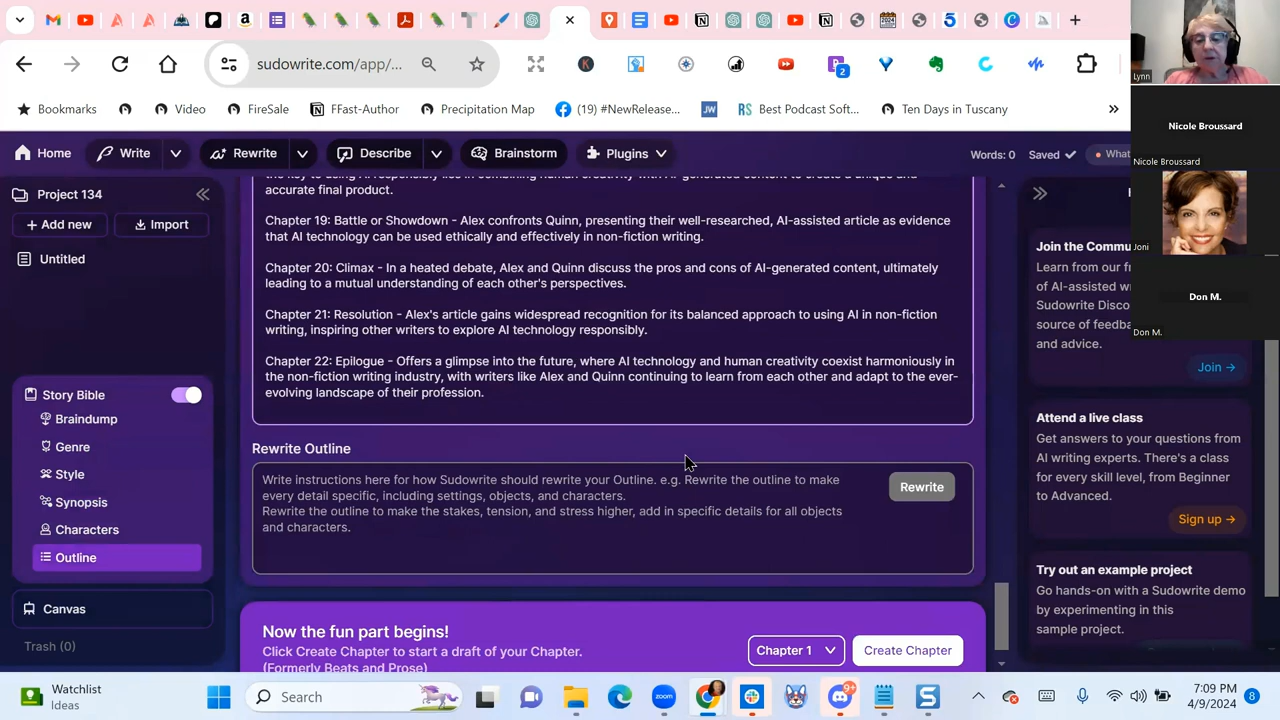 sudowrite.com/app/...
2
Bookmarks
Video
FireSale
FFast-Author
Precipitation Map
(19) #NewRelease...
JW
RS Best Podcast Soft...
Ten Days in Tuscany
»
Lynn
Nicole Broussard
Nicole Broussard
Joni
Don M.
Don M.
Home
Write
Rewrite
Describe
Brainstorm
Plugins
Words: 0
Saved
What
Project 134
+ Add new
Import
Untitled
Story Bible
Braindump
Genre
Style
Synopsis
Characters
Outline
Canvas
Trash (0)
accurate final product.
Chapter 19: Battle or Showdown - Alex confronts Quinn, presenting their well-researched, AI-assisted article as evidence
that AI technology can be used ethically and effectively in non-fiction writing.
Chapter 20: Climax - In a heated debate, Alex and Quinn discuss the pros and cons of AI-generated content, ultimately
leading to a mutual understanding of each other's perspectives.
Chapter 21: Resolution - Alex's article gains widespread recognition for its balanced approach to using AI in non-fiction
writing, inspiring other writers to explore AI technology responsibly.
Chapter 22: Epilogue - Offers a glimpse into the future, where AI technology and human creativity coexist harmoniously in
the non-fiction writing industry, with writers like Alex and Quinn continuing to learn from each other and adapt to the ever-
evolving landscape of their profession.
Rewrite Outline
Write instructions here for how Sudowrite should rewrite your Outline. e.g. Rewrite the outline to make
every detail specific, including settings, objects, and characters.
Rewrite the outline to make the stakes, tension, and stress higher, add in specific details for all objects
and characters.
Rewrite
Now the fun part begins!
Click Create Chapter to start a draft of your Chapter.
(Formerly Beats and Prose)
Chapter 1
Create Chapter
Join the Commu
Learn from our fr
of AI-assisted w
Sudowrite Disco
source of feedba
and advice.
Join →
Attend a live class
Get answers to your questions from
AI writing experts. There's a class
for every skill level, from Beginner
to Advanced.
Sign up →
Try out an example project
Go hands-on with a Sudowrite demo
by experimenting in this
sample project.
Watchlist
Ideas
Search
zoom
9+
7:09 PM
4/9/2024
8